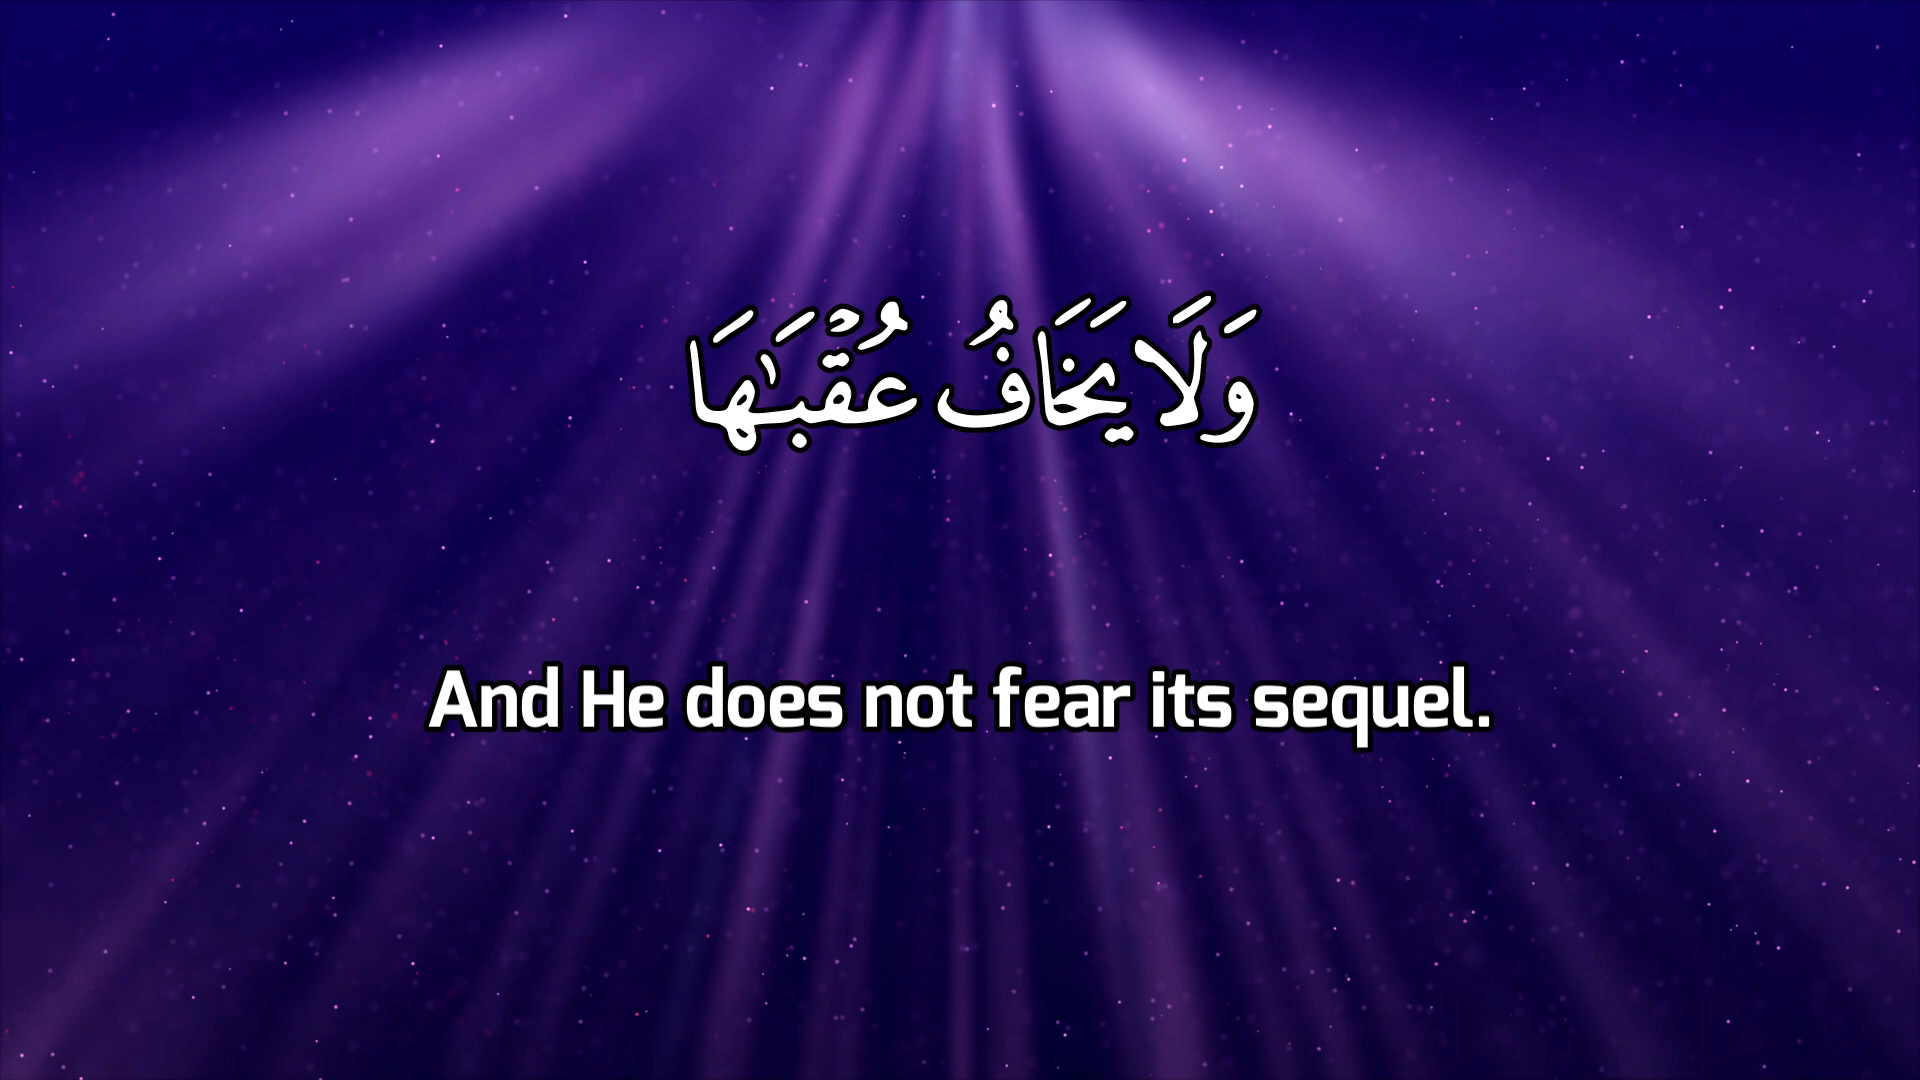 وَلَا يَخَافُ عُقْبَـٰهَا
And He does not fear its sequel.